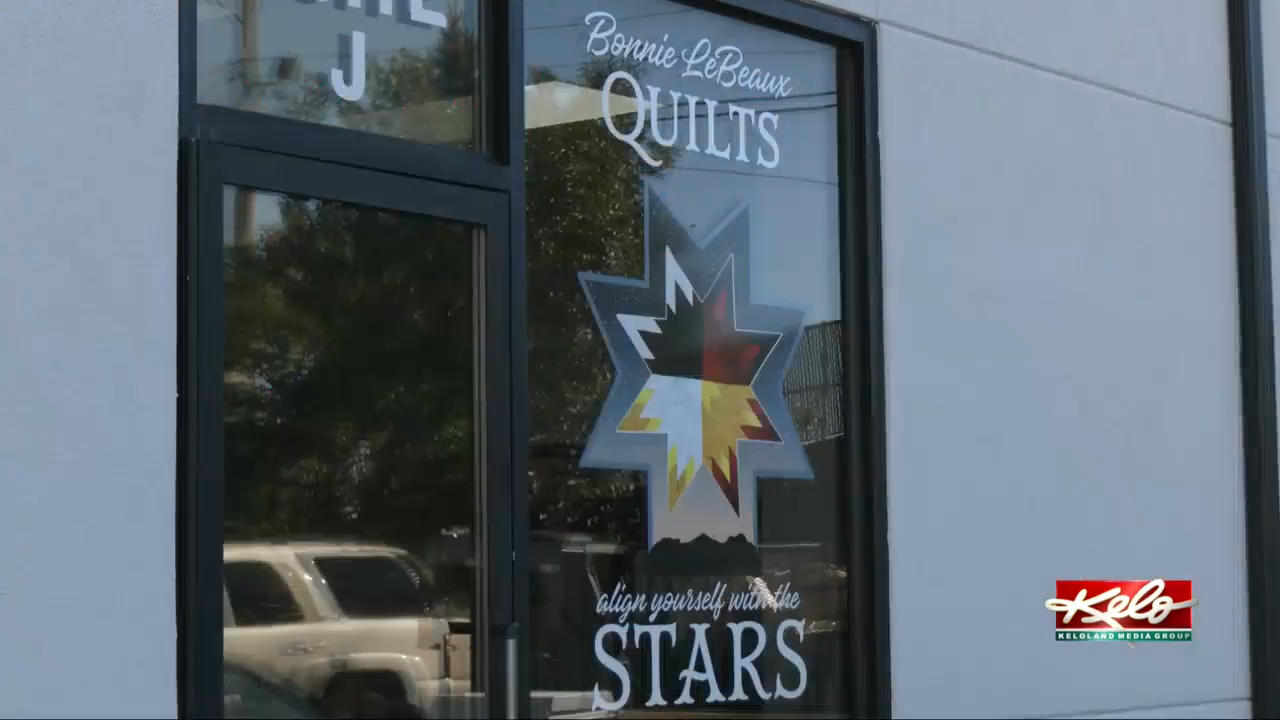 J
Bonnie LeBeaux
QUILTS
align yourself with the
STARS
Kelo
KELOLAND MEDIA GROUP